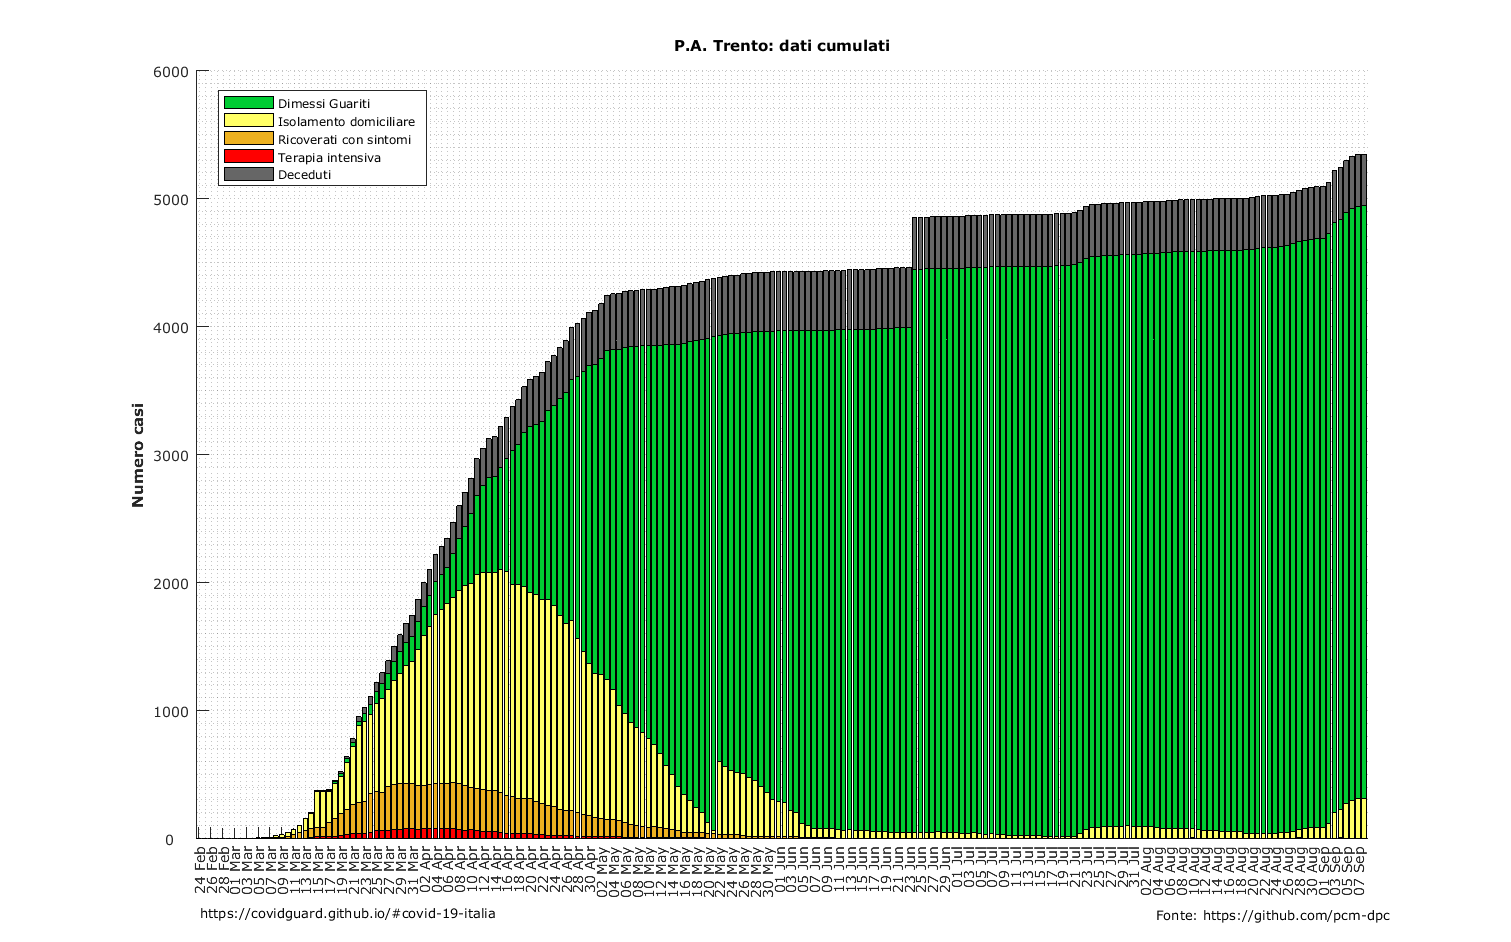 P.A. Trento: dati cumulati
6000
5000
4000
3000
2000
1000
0
Numero casi
Dimessi Guariti
Isolamento domiciliare
Ricoverati con sintomi
Terapia intensiva
Deceduti
24 Feb
26 Feb
28 Feb
01 Mar
03 Mar
05 Mar
07 Mar
09 Mar
11 Mar
13 Mar
15 Mar
17 Mar
19 Mar
21 Mar
23 Mar
25 Mar
27 Mar
29 Mar
31 Mar
02 Apr
04 Apr
06 Apr
08 Apr
10 Apr
12 Apr
14 Apr
16 Apr
18 Apr
20 Apr
22 Apr
24 Apr
26 Apr
28 Apr
30 Apr
02 May
04 May
06 May
08 May
10 May
12 May
14 May
16 May
18 May
20 May
22 May
24 May
26 May
28 May
30 May
01 Jun
03 Jun
05 Jun
07 Jun
09 Jun
11 Jun
13 Jun
15 Jun
17 Jun
19 Jun
21 Jun
23 Jun
25 Jun
27 Jun
29 Jun
01 Jul
03 Jul
05 Jul
07 Jul
09 Jul
11 Jul
13 Jul
15 Jul
17 Jul
19 Jul
21 Jul
23 Jul
25 Jul
27 Jul
29 Jul
31 Jul
02 Aug
04 Aug
06 Aug
08 Aug
10 Aug
12 Aug
14 Aug
16 Aug
18 Aug
20 Aug
22 Aug
24 Aug
26 Aug
28 Aug
30 Aug
01 Sep
03 Sep
05 Sep
07 Sep
https://covidguard.github.io/#covid-19-italia
Fonte: https://github.com/pcm-dpc